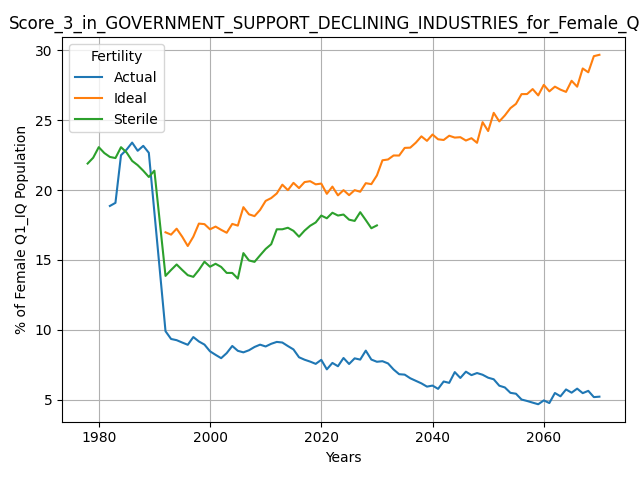 Score_3_in_GOVERNMENT_SUPPORT_DECLINING_INDUSTRIES_for_Female_Q
30
25
20
15
10
5
% of Female Q1_IQ Population
Fertility
Actual
Ideal
Sterile
1980
2000
2020
2040
2060
Years